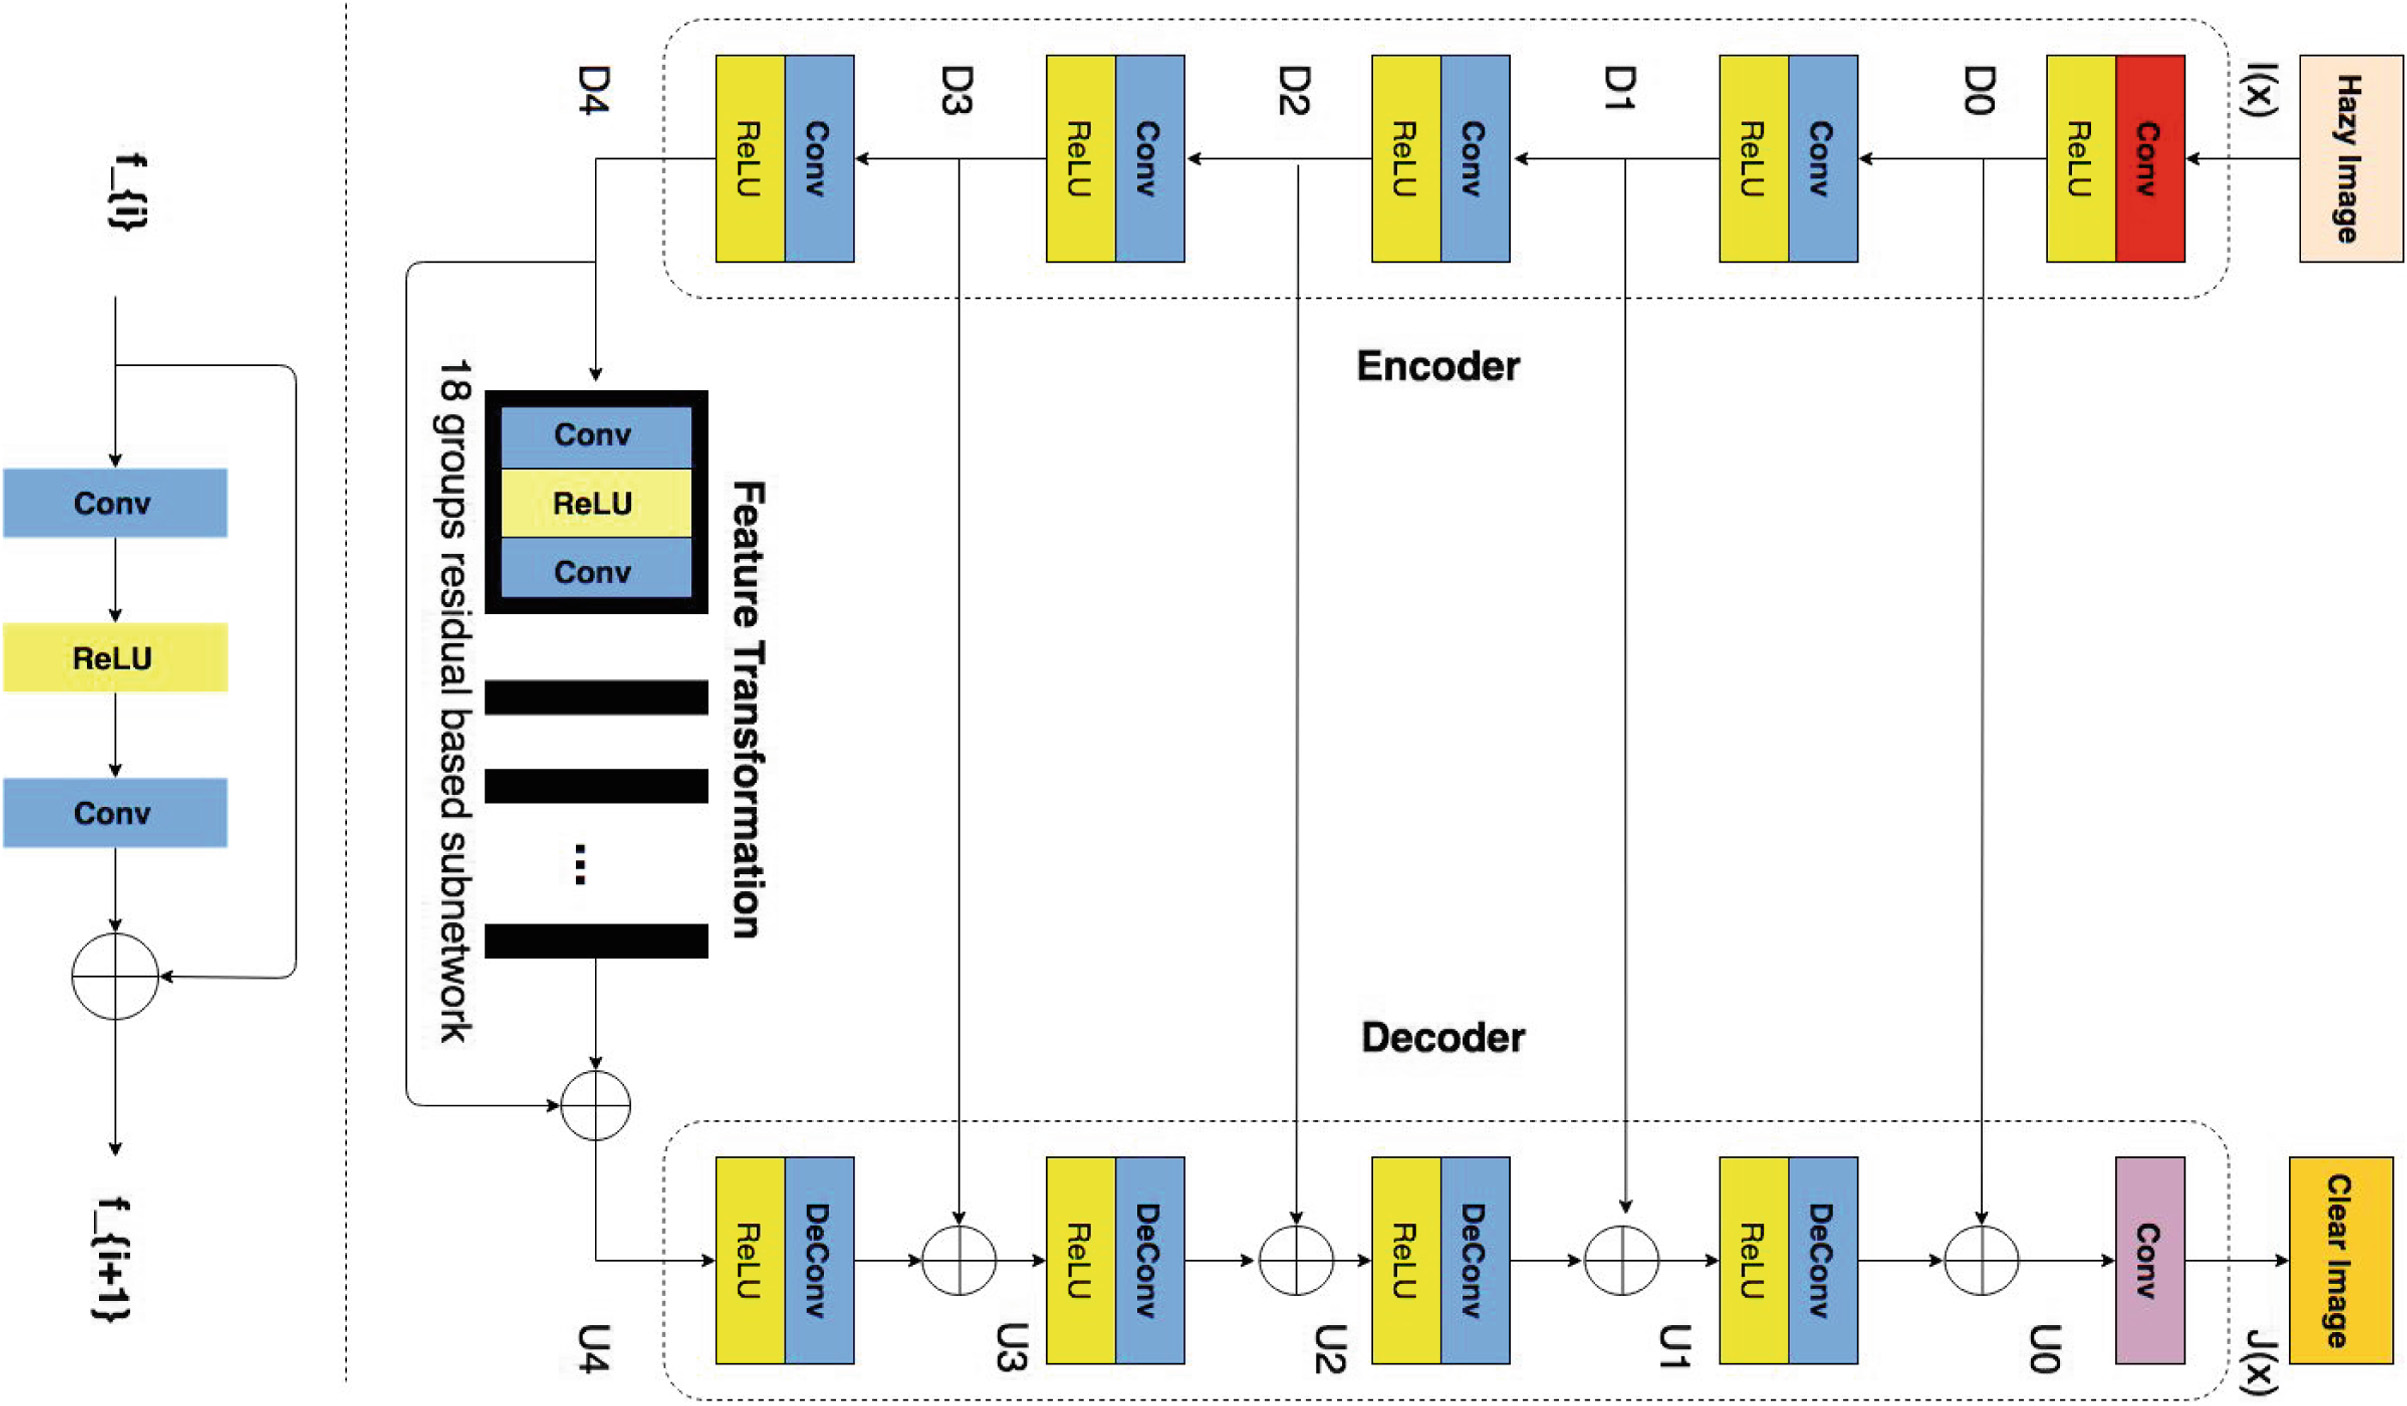 Hazy Image
I(x)
Conv
ReLU
D0
Conv
ReLU
D1
Conv
ReLU
D2
Conv
ReLU
D3
Conv
ReLU
D4
Encoder
Feature Transformation
Conv
ReLU
Conv
...
18 groups residual based subnetwork
Decoder
U4
ReLU
DeConv
U3
ReLU
DeConv
U2
ReLU
DeConv
U1
ReLU
DeConv
U0
Conv
J(x)
Clear Image
f_{i}
Conv
ReLU
Conv
f_{i+1}